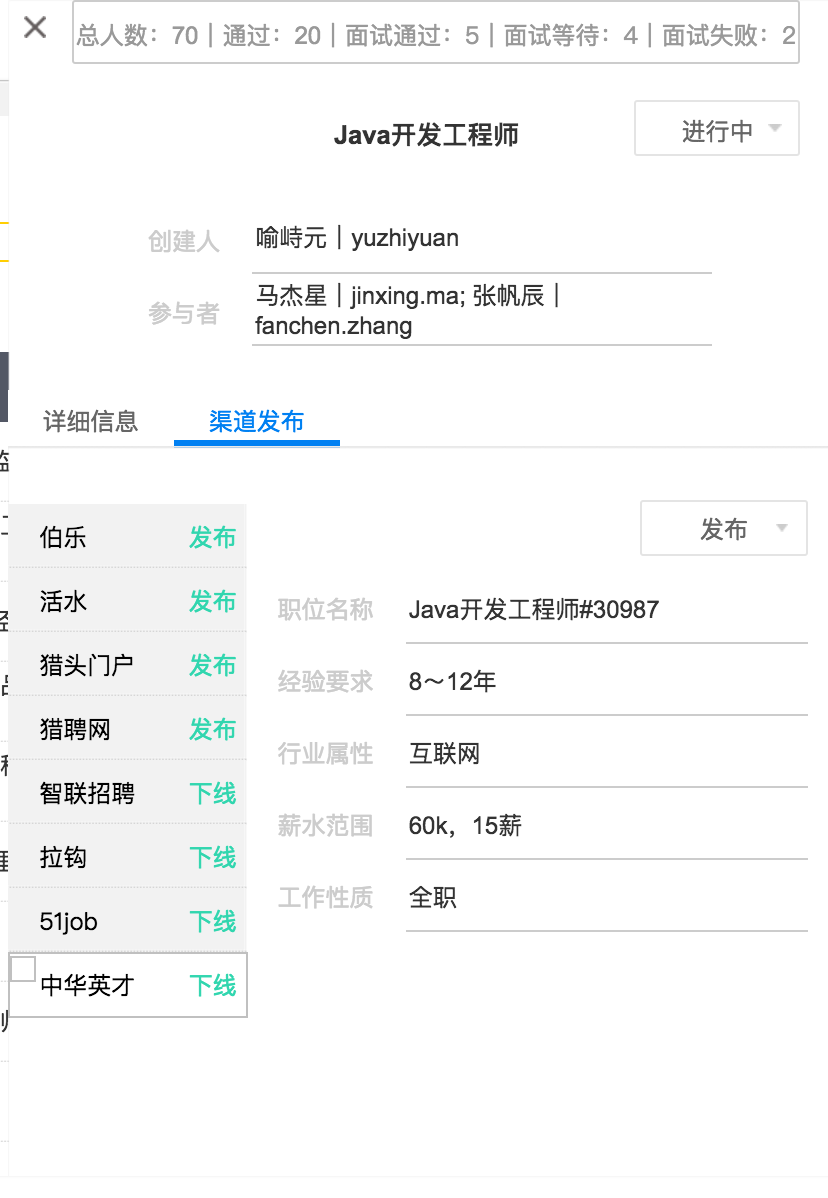 总人数：70｜通过：20｜面试通过：5｜面试等待：4｜面试失败：2
Java开发工程师
进行中
创建人
喻峙元｜yuzhiyuan
参与者
马杰星｜jinxing.ma; 张帆辰｜
fanchen.zhang
详细信息
渠道发布
伯乐 发布
活水 发布
猎头门户 发布
猎聘网 发布
智联招聘 下线
拉钩 下线
51job 下线
中华英才 下线
发布
职位名称 Java开发工程师#30987
经验要求 8～12年
行业属性 互联网
薪水范围 60k，15薪
工作性质 全职